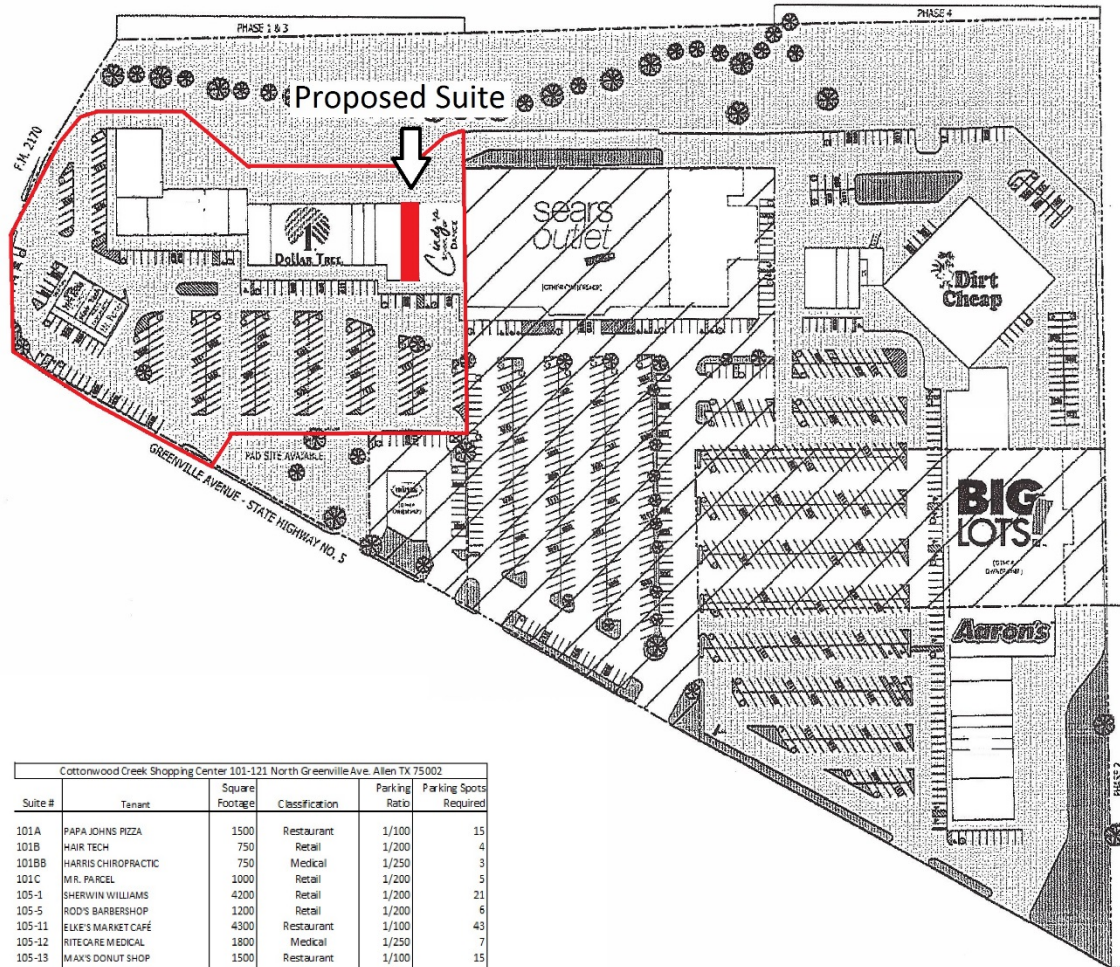 PHASE 1 & 3
PHASE 4
Proposed Suite
F.M. 2170
DOLLAR TREE
Cindy's
DANCE
sears
outlet
(OTHER OWNERSHIP)
Dirt
Cheap
PAD SITE AVAILABLE
GREENVILLE AVENUE - STATE HIGHWAY NO. 5
BIG
LOTS
(OTHER
OWNERSHIP)
Aaron's
PHASE 2
Cottonwood Creek Shopping Center 101-121 North Greenville Ave. Allen TX 75002
Suite # Tenant Square Footage Classification Parking Ratio Parking Spots Required
101A PAPA JOHNS PIZZA 1500 Restaurant 1/100 15
101B HAIR TECH 750 Retail 1/200 4
101BB HARRIS CHIROPRACTIC 750 Medical 1/250 3
101C MR. PARCEL 1000 Retail 1/200 5
105-1 SHERWIN WILLIAMS 4200 Retail 1/200 21
105-5 ROD'S BARBERSHOP 1200 Retail 1/200 6
105-11 ELKE'S MARKET CAFÉ 4300 Restaurant 1/100 43
105-12 RITECARE MEDICAL 1800 Medical 1/250 7
105-13 MAX'S DONUT SHOP 1500 Restaurant 1/100 15